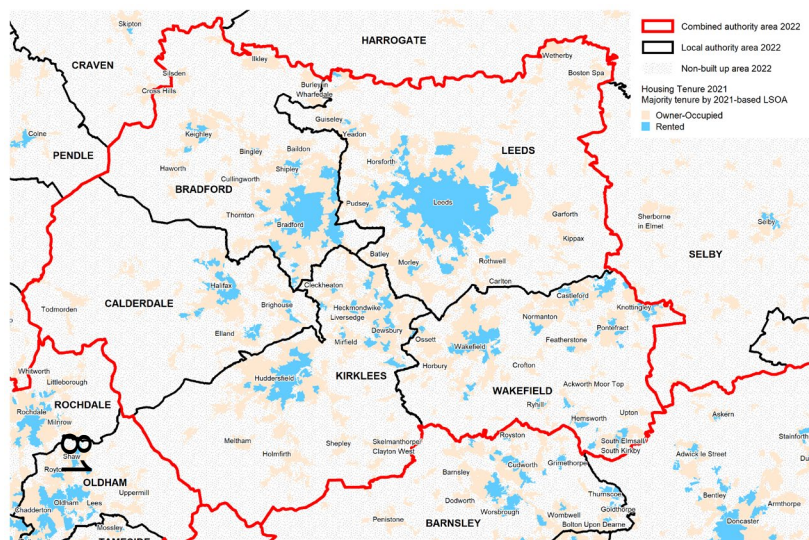 Skipton
HARROGATE
CRAVEN
Ilkley
Wetherby
Silsden
Boston Spa
Cross Hills
Burley in
Wharfedale
Guiseley
Colne
Keighley
Yeadon
LEEDS
PENDLE
Bingley
Baildon
Horsforth
Haworth
Shipley
Cullingworth
BRADFORD
Leeds
Pudsey
Thornton
Garforth
Sherborne
in Elmet
Selby
Bradford
Kippax
Batley
Morley
Rothwell
SELBY
Carlton
Halifax
Cleckheaton
Castleford
CALDERDALE
Todmorden
Brighouse
Heckmondwike
Liversedge
Knottingley
Normanton
Elland
Dewsbury
Pontefract
Mirfield
Ossett
Wakefield
Featherstone
Horbury
Crofton
Whitworth
Littleborough
Huddersfield
KIRKLEES
Ackworth Moor Top
WAKEFIELD
ROCHDALE
Rochdale
Milnrow
Ryhill
Upton
Hemsworth
Askern
Meltham
Shepley
Skelmanthorpe
Clayton West
Royston
South Elmsall
South Kirkby
Stainforth
18
Shaw
Holmfirth
Adwick le Street
Royto
Barnsley
Cudworth
Grimethorpe
Du
OLDHAM
Uppermill
Dodworth
Thurnscoe
Bentley
Oldham
Lees
Worsbrough
Goldthorpe
Armthorpe
Chadderton
Wombwell
Mossley
Penistone
BARNSLEY
Bolton Upon Dearne
Doncaster
TAMESIDE
Combined authority area 2022
Local authority area 2022
Non-built up area 2022
Housing Tenure 2021
Majority tenure by 2021-based LSOA
Owner-Occupied
Rented